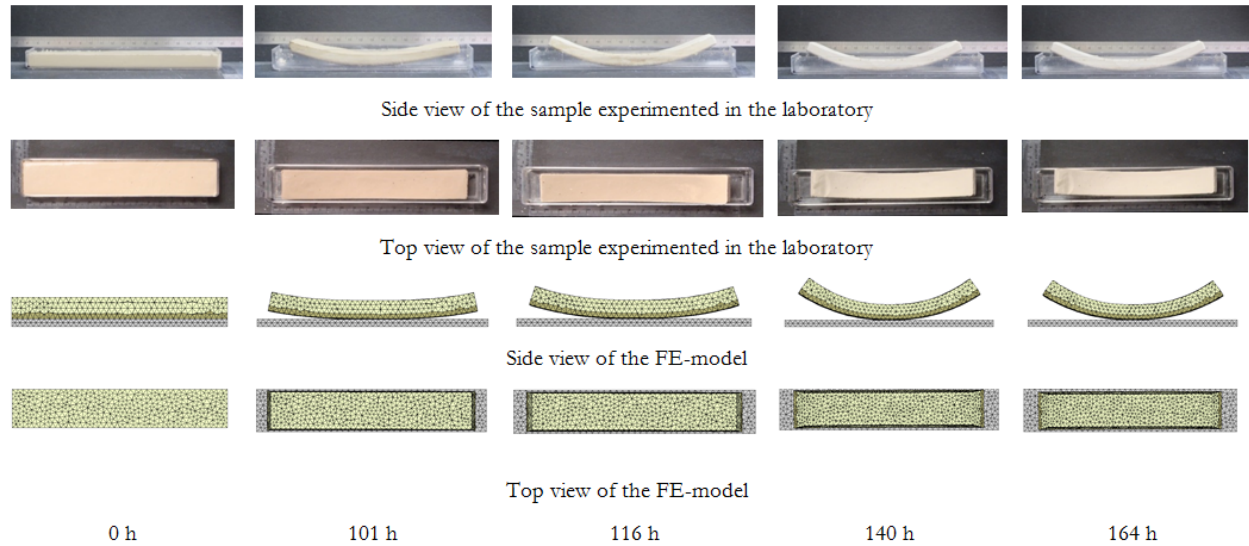 Side view of the sample experimented in the laboratory
Top view of the sample experimented in the laboratory
Side view of the FE-model
Top view of the FE-model
0 h 101 h 116 h 140 h 164 h